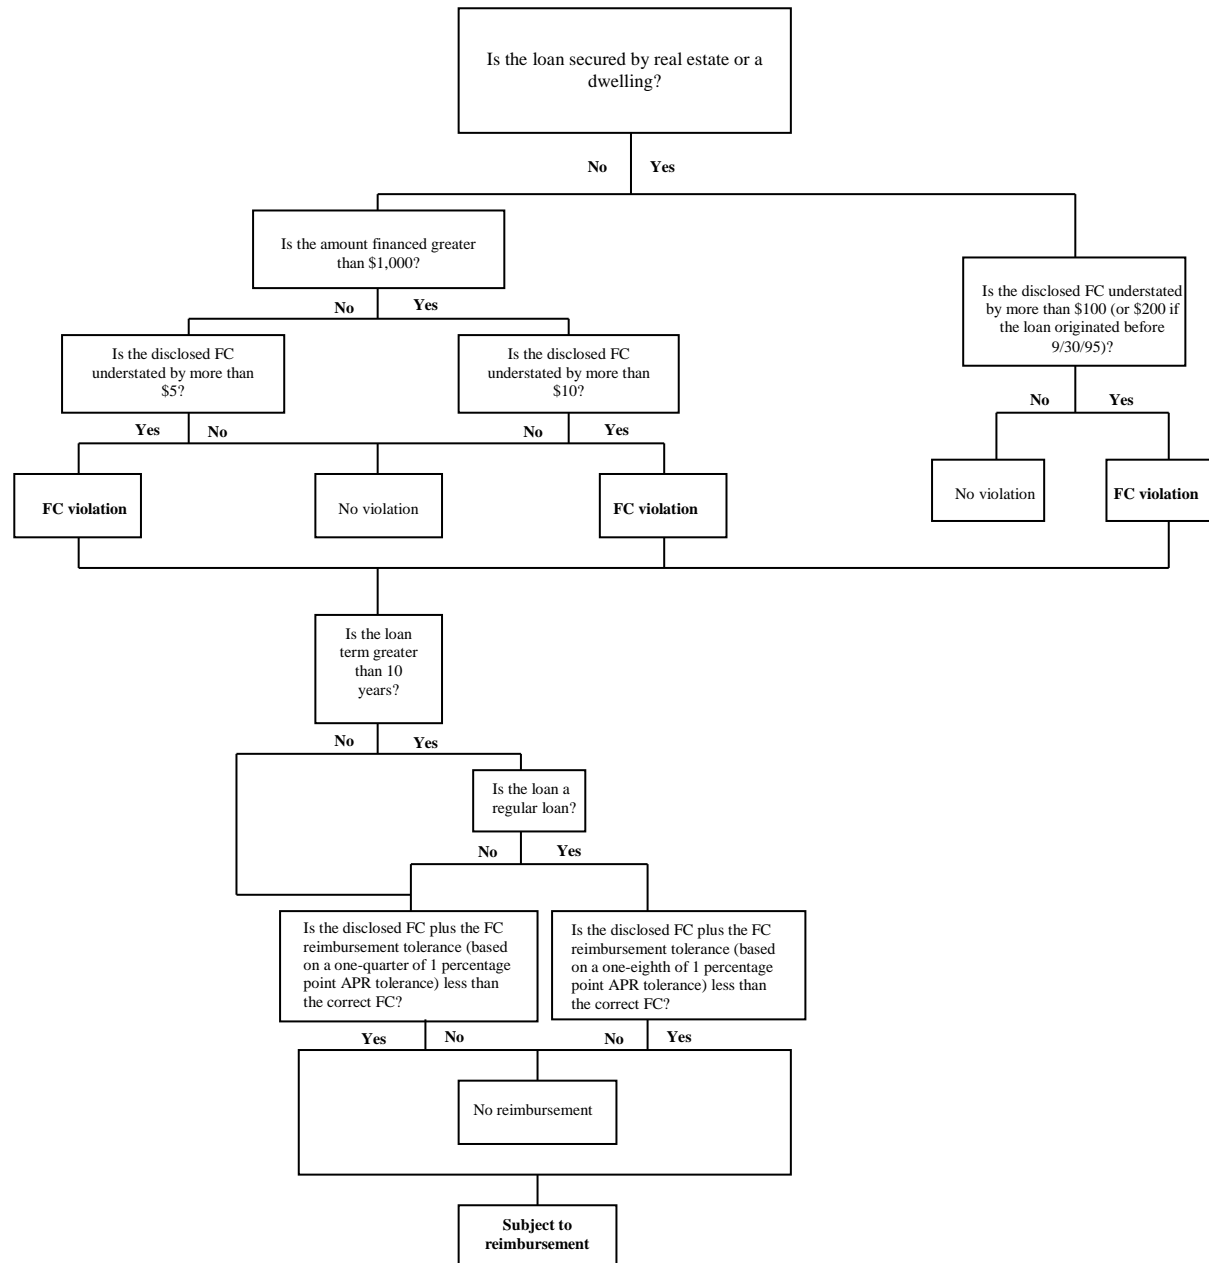 Is the loan secured by real estate or a
dwelling?
No Yes
Is the amount financed greater
than $1,000?
No Yes
Is the disclosed FC understated
by more than $100 (or $200 if
the loan originated before
9/30/95)?
Is the disclosed FC
understated by more than
$5?
Is the disclosed FC
understated by more than
$10?
Yes No
No Yes
No Yes
FC violation
No violation
FC violation
No violation
FC violation
Is the loan
term greater
than 10
years?
No Yes
Is the loan a
regular loan?
No Yes
Is the disclosed FC plus the FC
reimbursement tolerance (based
on a one-quarter of 1 percentage
point APR tolerance) less than
the correct FC?
Is the disclosed FC plus the FC
reimbursement tolerance (based
on a one-eighth of 1 percentage
point APR tolerance) less than
the correct FC?
Yes No
No Yes
No reimbursement
Subject to
reimbursement